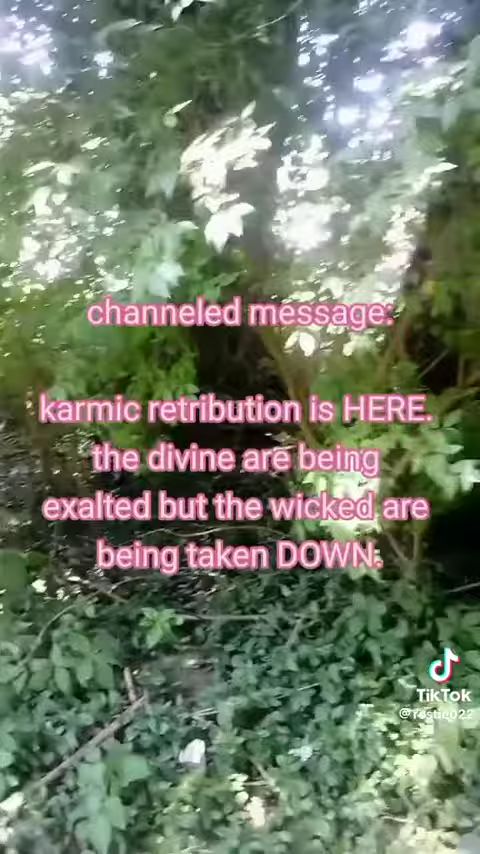 channeled message:
karmic retribution is HERE.
the divine are being
exalted but the wicked are
being taken DOWN.
TikTok